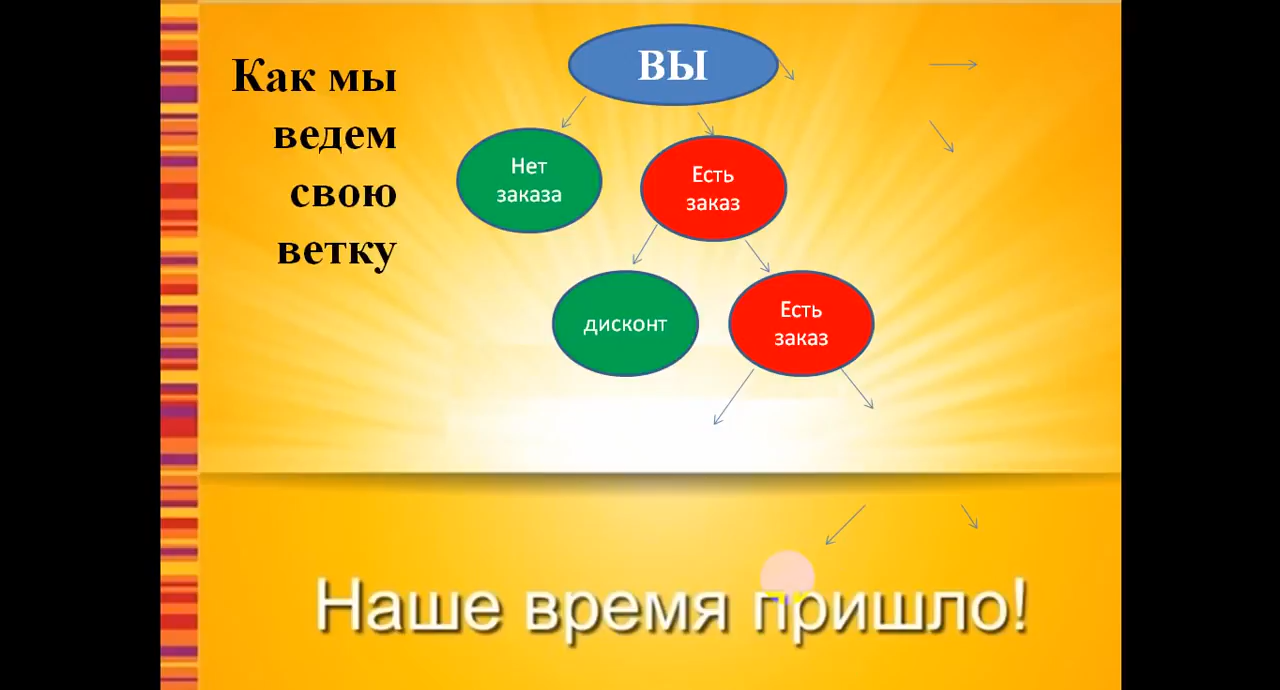 Как мы
ведем
свою
ветку
ВЫ
Нет
заказа
Есть
заказ
дисконт
Есть
заказ
Наше время пришло!